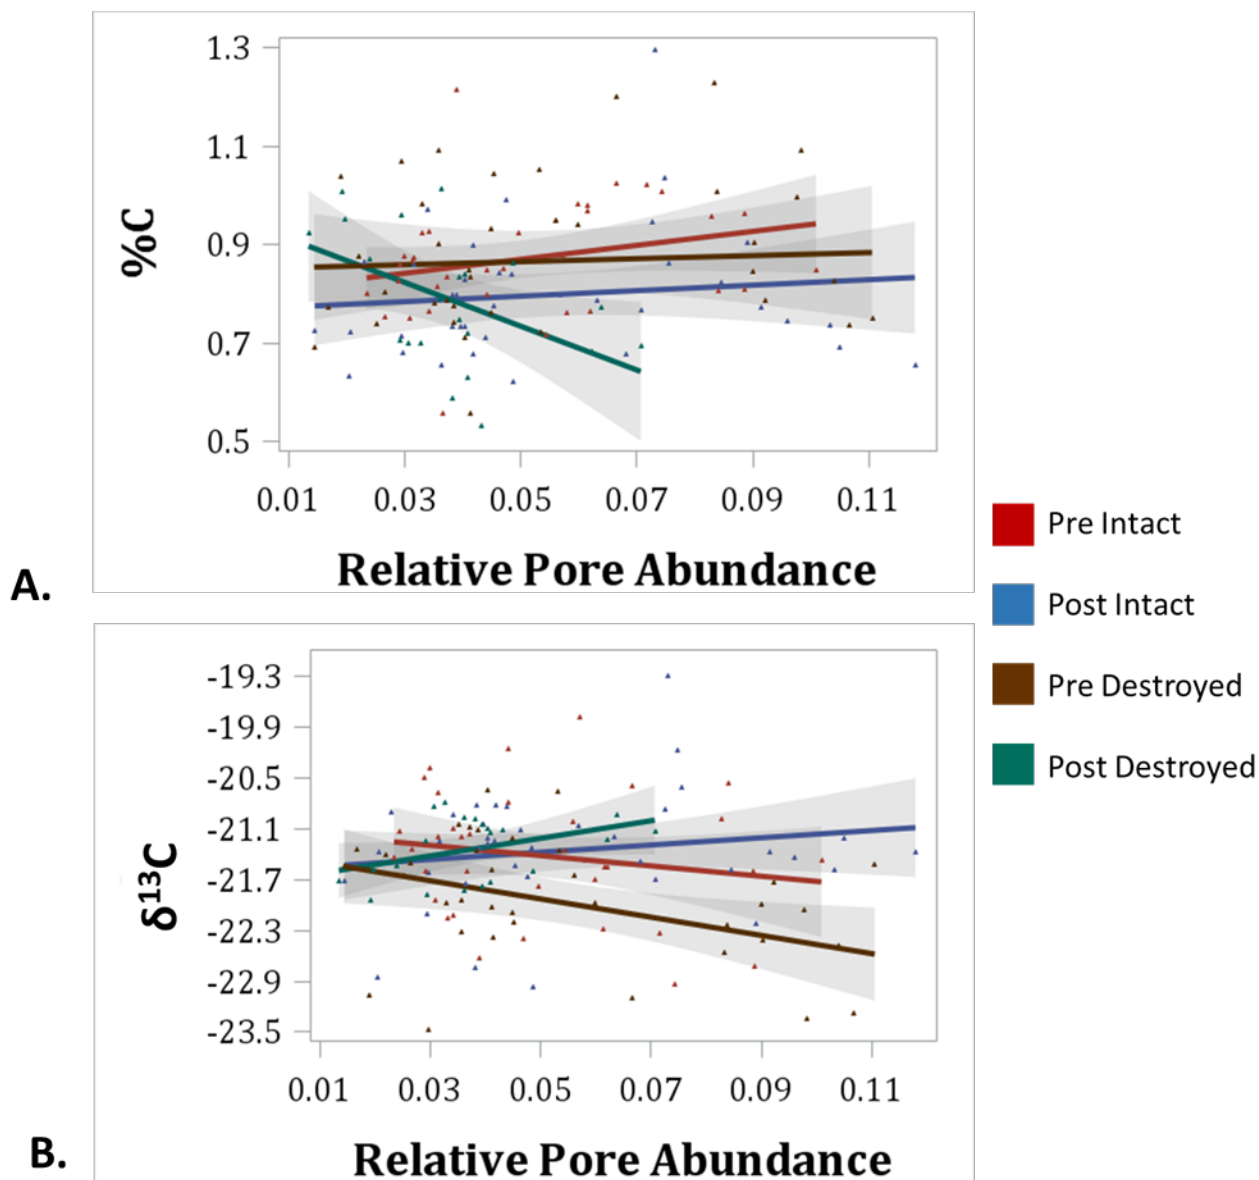 1.3
1.1
0.9
0.7
0.5
%C
0.01 0.03 0.05 0.07 0.09 0.11
Relative Pore Abundance
A.
Pre Intact
Post Intact
Pre Destroyed
Post Destroyed
-19.3
-19.9
-20.5
-21.1
-21.7
-22.3
-22.9
-23.5
δ¹³C
0.01 0.03 0.05 0.07 0.09 0.11
Relative Pore Abundance
B.